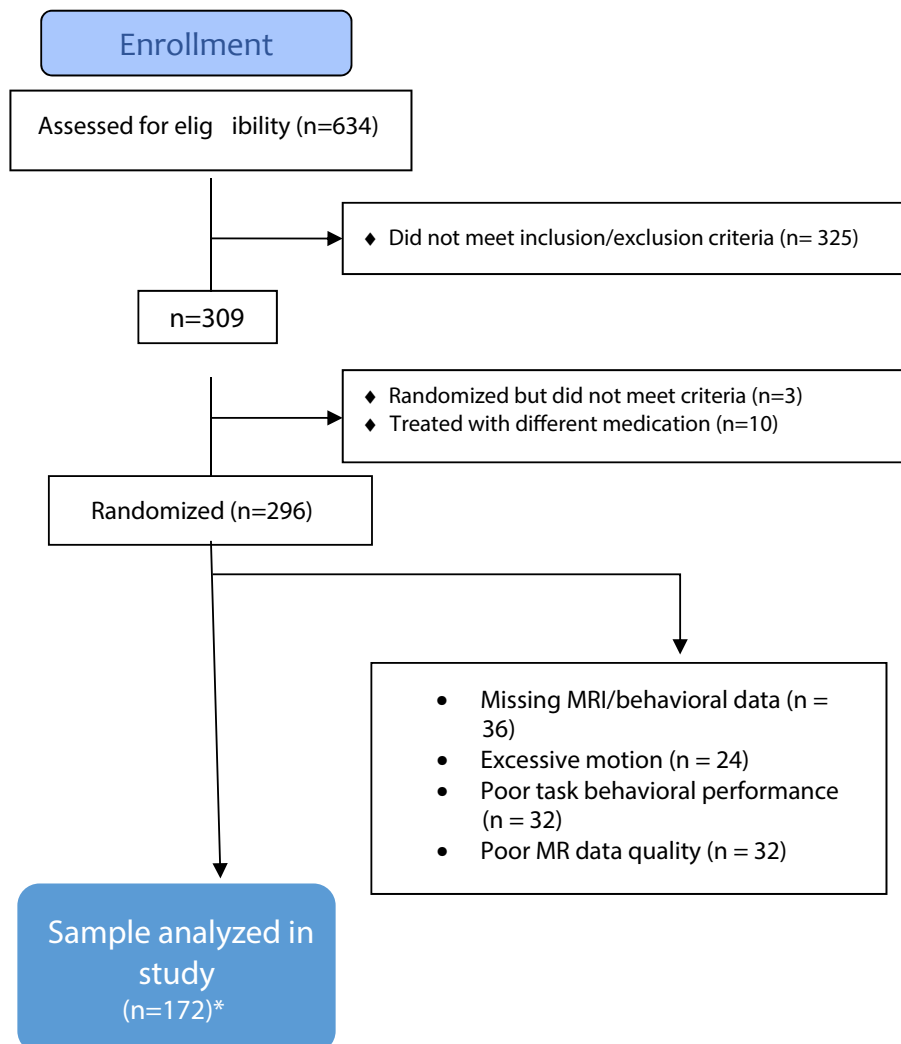 Enrollment
Assessed for elig ibility (n=634)
♦ Did not meet inclusion/exclusion criteria (n= 325)
n=309
♦ Randomized but did not meet criteria (n=3)
♦ Treated with different medication (n=10)
Randomized (n=296)
• Missing MRI/behavioral data (n =
36)
• Excessive motion (n = 24)
• Poor task behavioral performance
(n = 32)
• Poor MR data quality (n = 32)
Sample analyzed in
study
(n=172)*